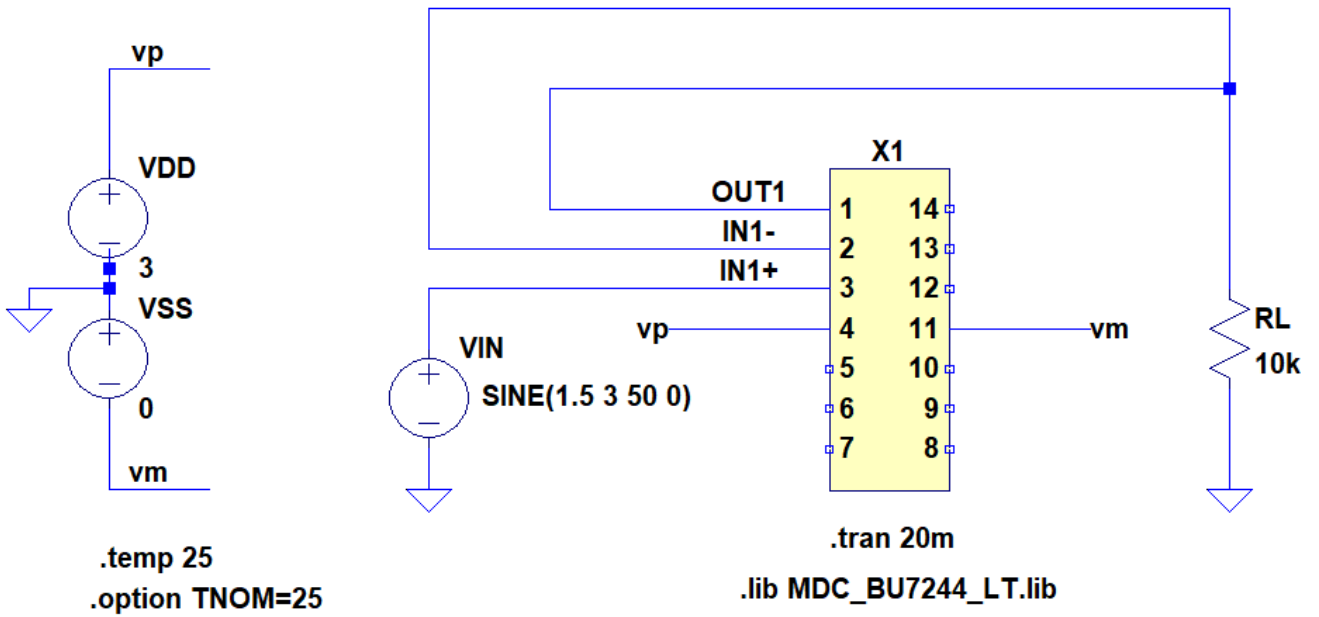 vp
VDD
3
VSS
0
vm
.temp 25
.option TNOM=25
X1
OUT1
IN1-
IN1+
vp
1 14
2 13
3 12
4 11
5 10
6 9
7 8
vm
VIN
SINE(1.5 3 50 0)
RL
10k
.tran 20m
.lib MDC_BU7244_LT.lib